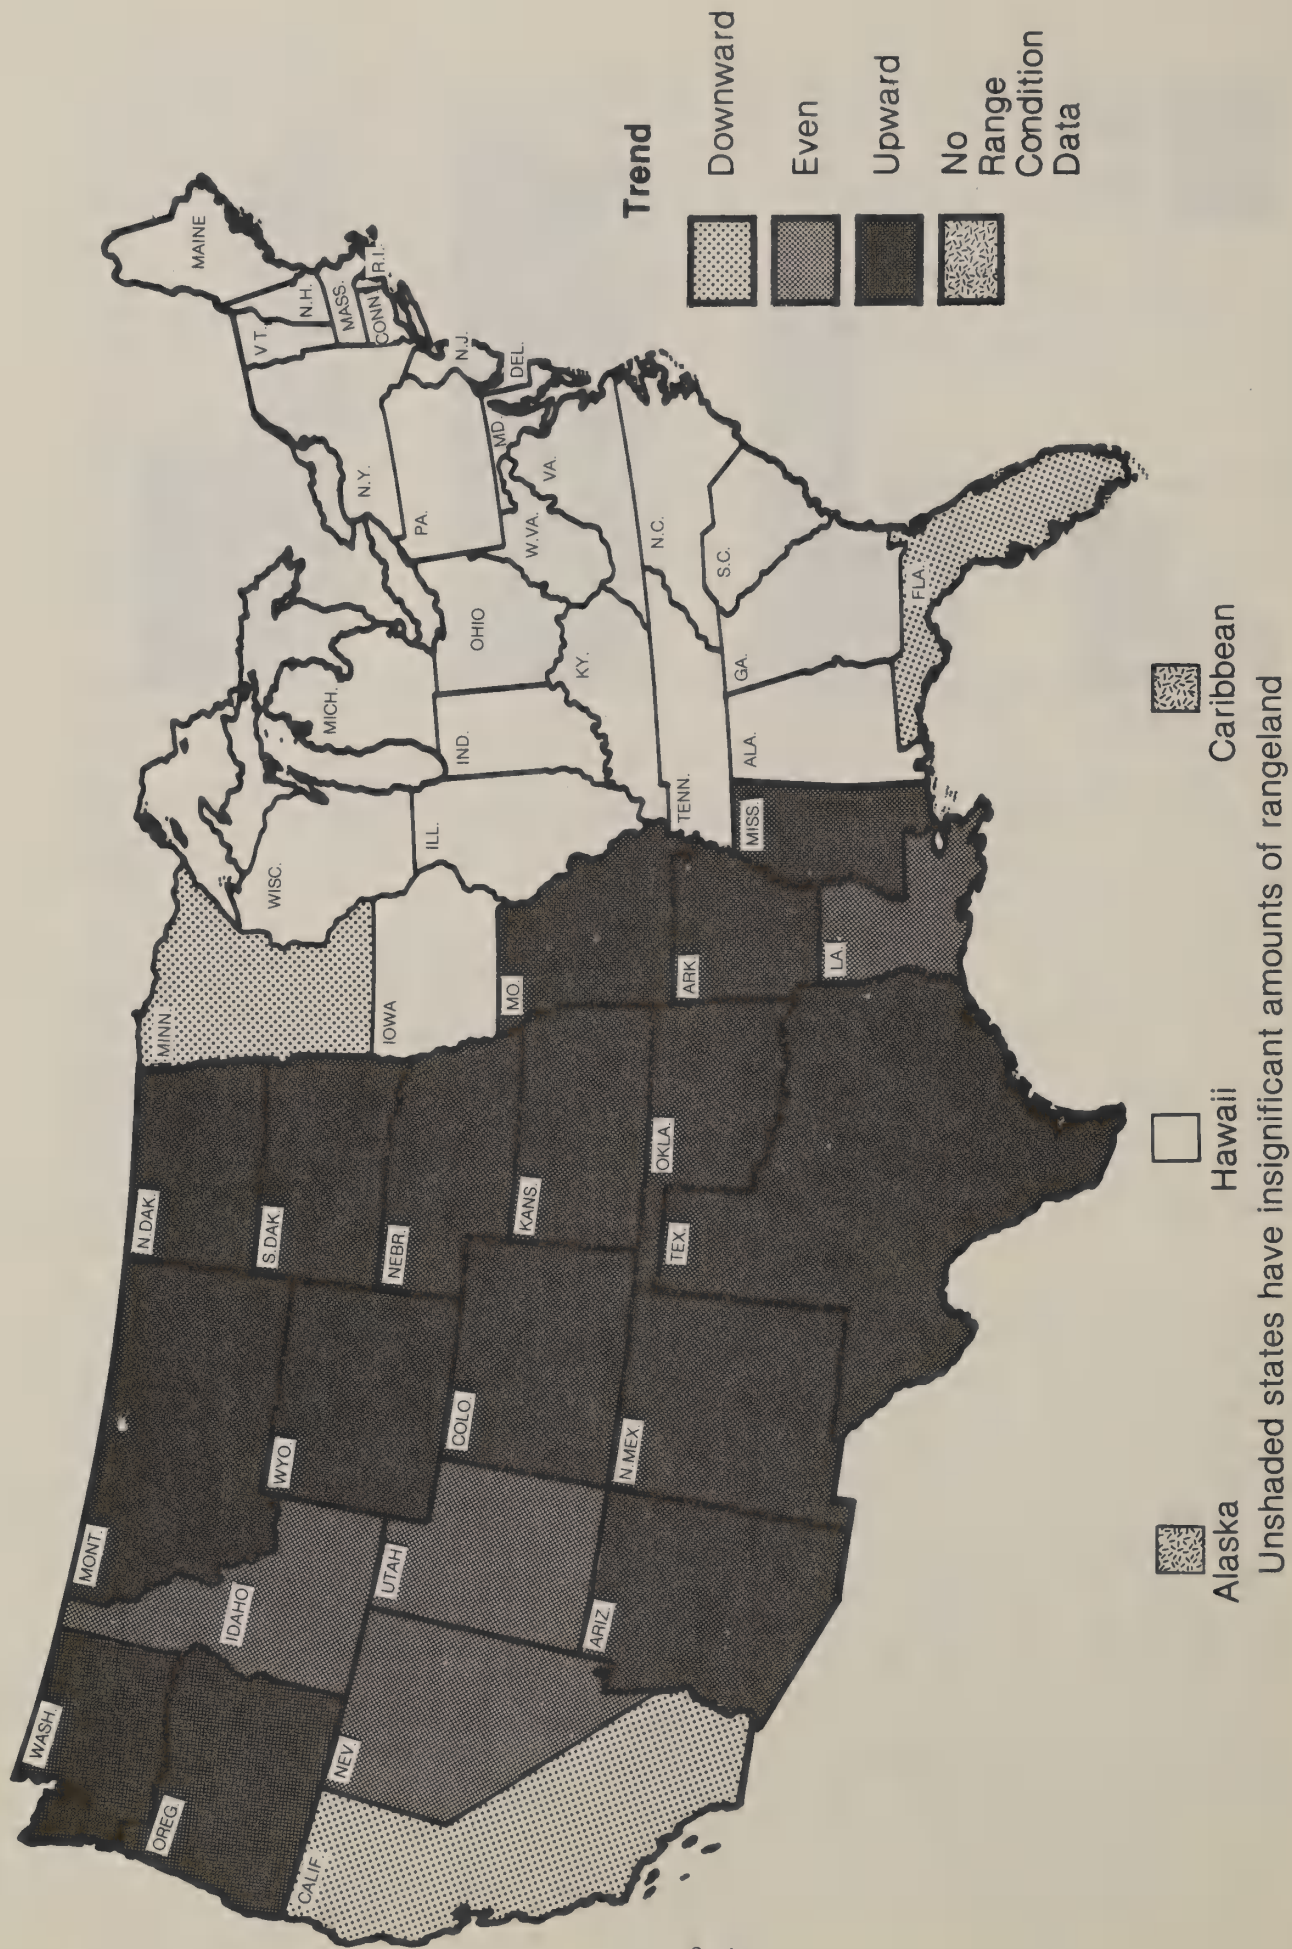 WASH.
OREG.
CALIF.
NEV.
IDAHO
MONT.
WYO.
UTAH
ARIZ.
COLO.
N.MEX.
N.DAK.
S.DAK.
NEBR.
KANS.
OKLA.
TEX.
MINN
IOWA
MO.
ARK.
LA.
WISC.
ILL.
MICH.
IND.
OHIO
KY.
TENN.
MISS.
ALA.
GA.
FLA.
S.C.
N.C.
VA.
W.VA.
MD.
DEL.
PA.
N.J.
N.Y.
CONN.
R.I.
MASS.
VT.
N.H.
MAINE
Trend
Downward
Even
Upward
No
Range
Condition
Data
Alaska
Hawaii
Caribbean
Unshaded states have insignificant amounts of rangeland